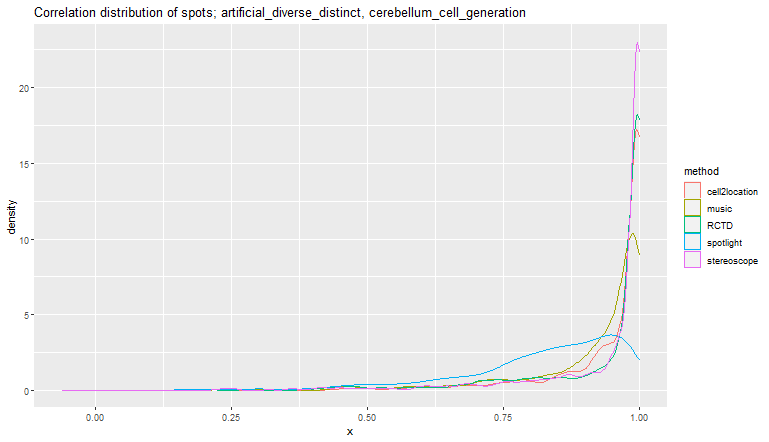 Correlation distribution of spots; artificial_diverse_distinct, cerebellum_cell_generation
20
15
10
5
0
density
0.00 0.25 0.50 0.75 1.00
x
method
cell2location
music
RCTD
spotlight
stereoscope